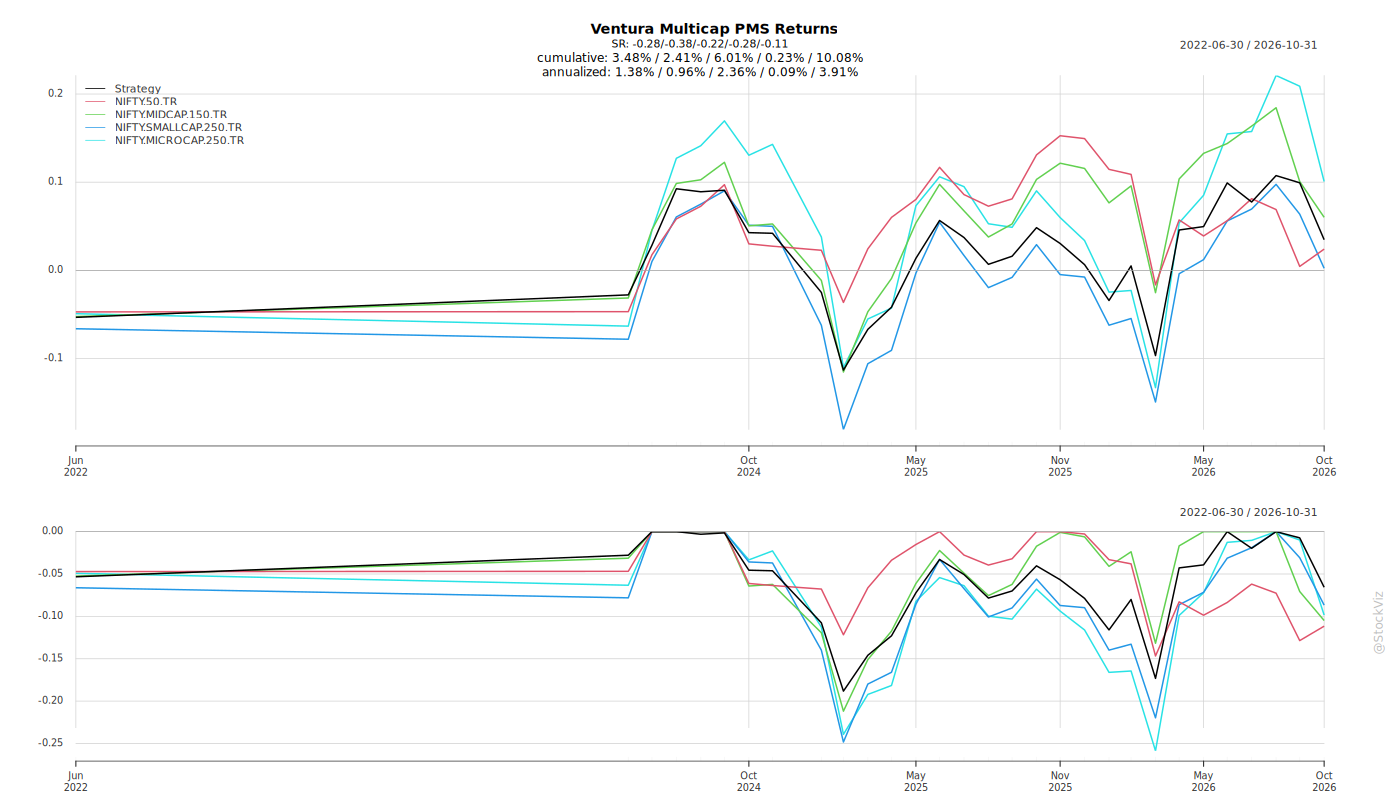 Ventura Multicap PMS Returns
SR: -0.28/-0.38/-0.22/-0.28/-0.11
cumulative: 3.48% / 2.41% / 6.01% / 0.23% / 10.08%
annualized: 1.38% / 0.96% / 2.36% / 0.09% / 3.91%
2022-06-30 / 2026-10-31
Strategy
NIFTY.50.TR
NIFTY.MIDCAP.150.TR
NIFTY.SMALLCAP.250.TR
NIFTY.MICROCAP.250.TR
0.2
0.1
0.0
-0.1
Jun 2022
Oct 2024
May 2025
Nov 2025
May 2026
Oct 2026
2022-06-30 / 2026-10-31
0.00
-0.05
-0.10
-0.15
-0.20
-0.25
Jun 2022
Oct 2024
May 2025
Nov 2025
May 2026
Oct 2026
@StockViz